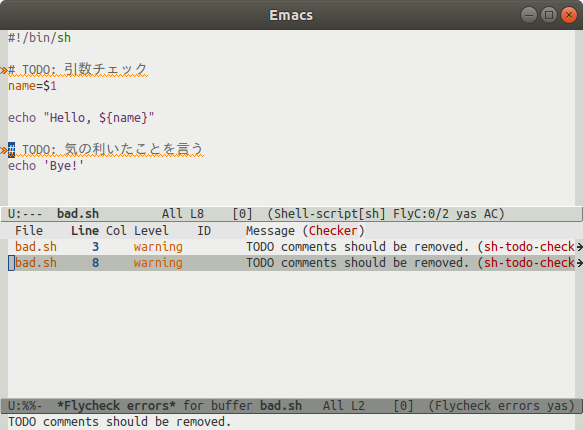 Emacs
#!/bin/sh
# TODO: 引数チェック
name=$1
echo "Hello, ${name}"
# TODO: 気の利いたことを言う
echo 'Bye!'
U:--- bad.sh All L8 [0] (Shell-script[sh] FlyC:0/2 yas AC)
File Line Col Level ID Message (Checker)
bad.sh 3 warning TODO comments should be removed. (sh-todo-check
bad.sh 8 warning TODO comments should be removed. (sh-todo-check
U:%%- *Flycheck errors* for buffer bad.sh All L2 [0] (Flycheck errors yas)
TODO comments should be removed.